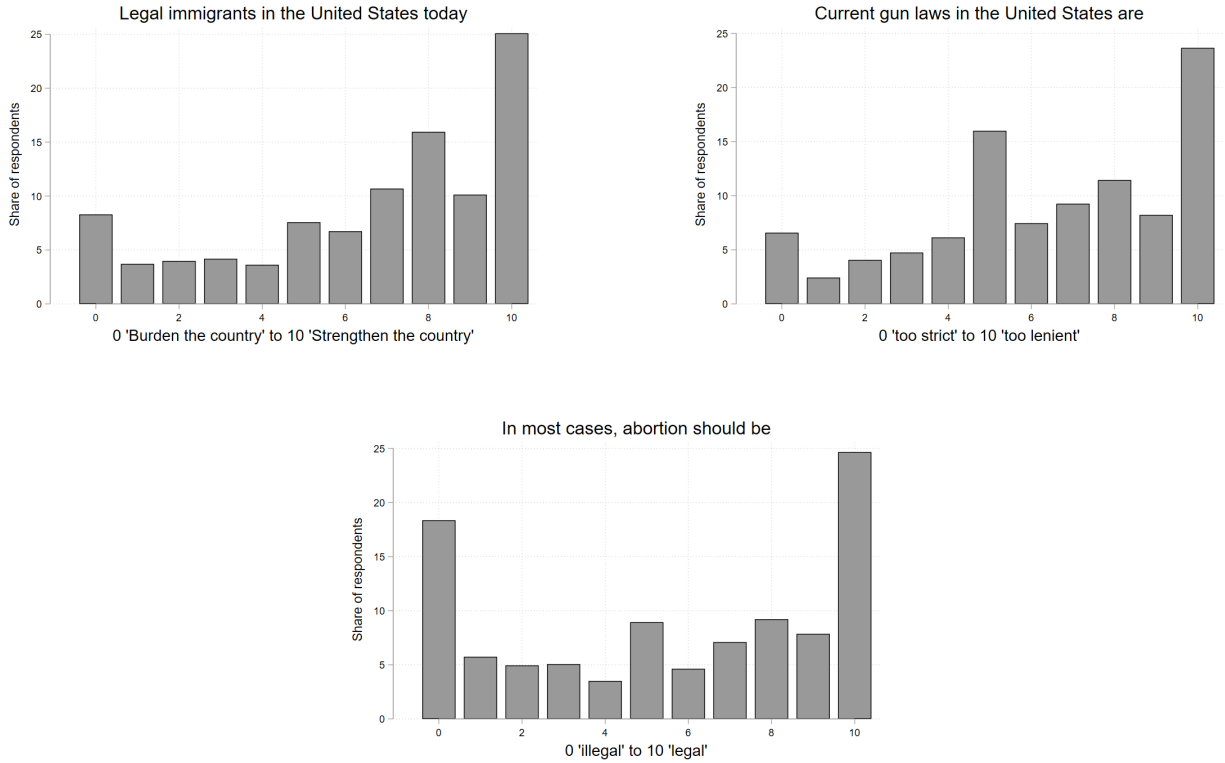 Legal immigrants in the United States today
Share of respondents
25
20
15
10
5
0
0 2 4 6 8 10
0 'Burden the country' to 10 'Strengthen the country'
Current gun laws in the United States are
Share of respondents
25
20
15
10
5
0
0 2 4 6 8 10
0 'too strict' to 10 'too lenient'
In most cases, abortion should be
Share of respondents
25
20
15
10
5
0
0 2 4 6 8 10
0 'illegal' to 10 'legal'